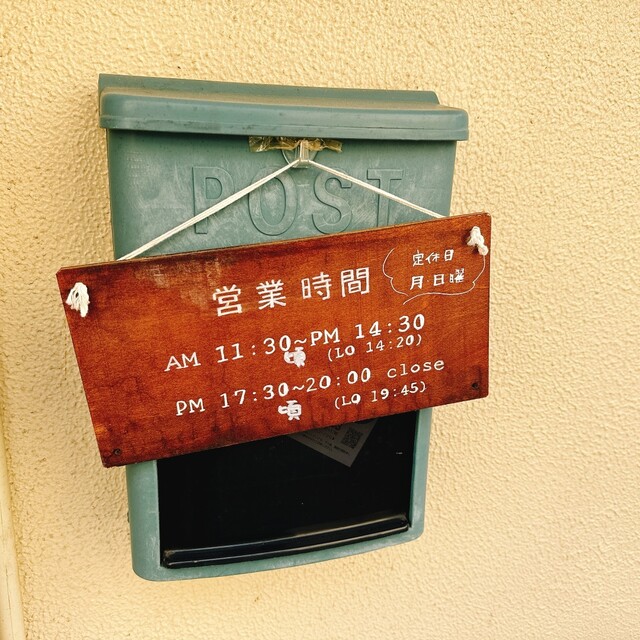 POST
営業時間
定休日
月日曜
AM 11:30~PM 14:30
頃 (LO 14:20)
PM 17:30~20:00 close
頃 (LO 19:45)